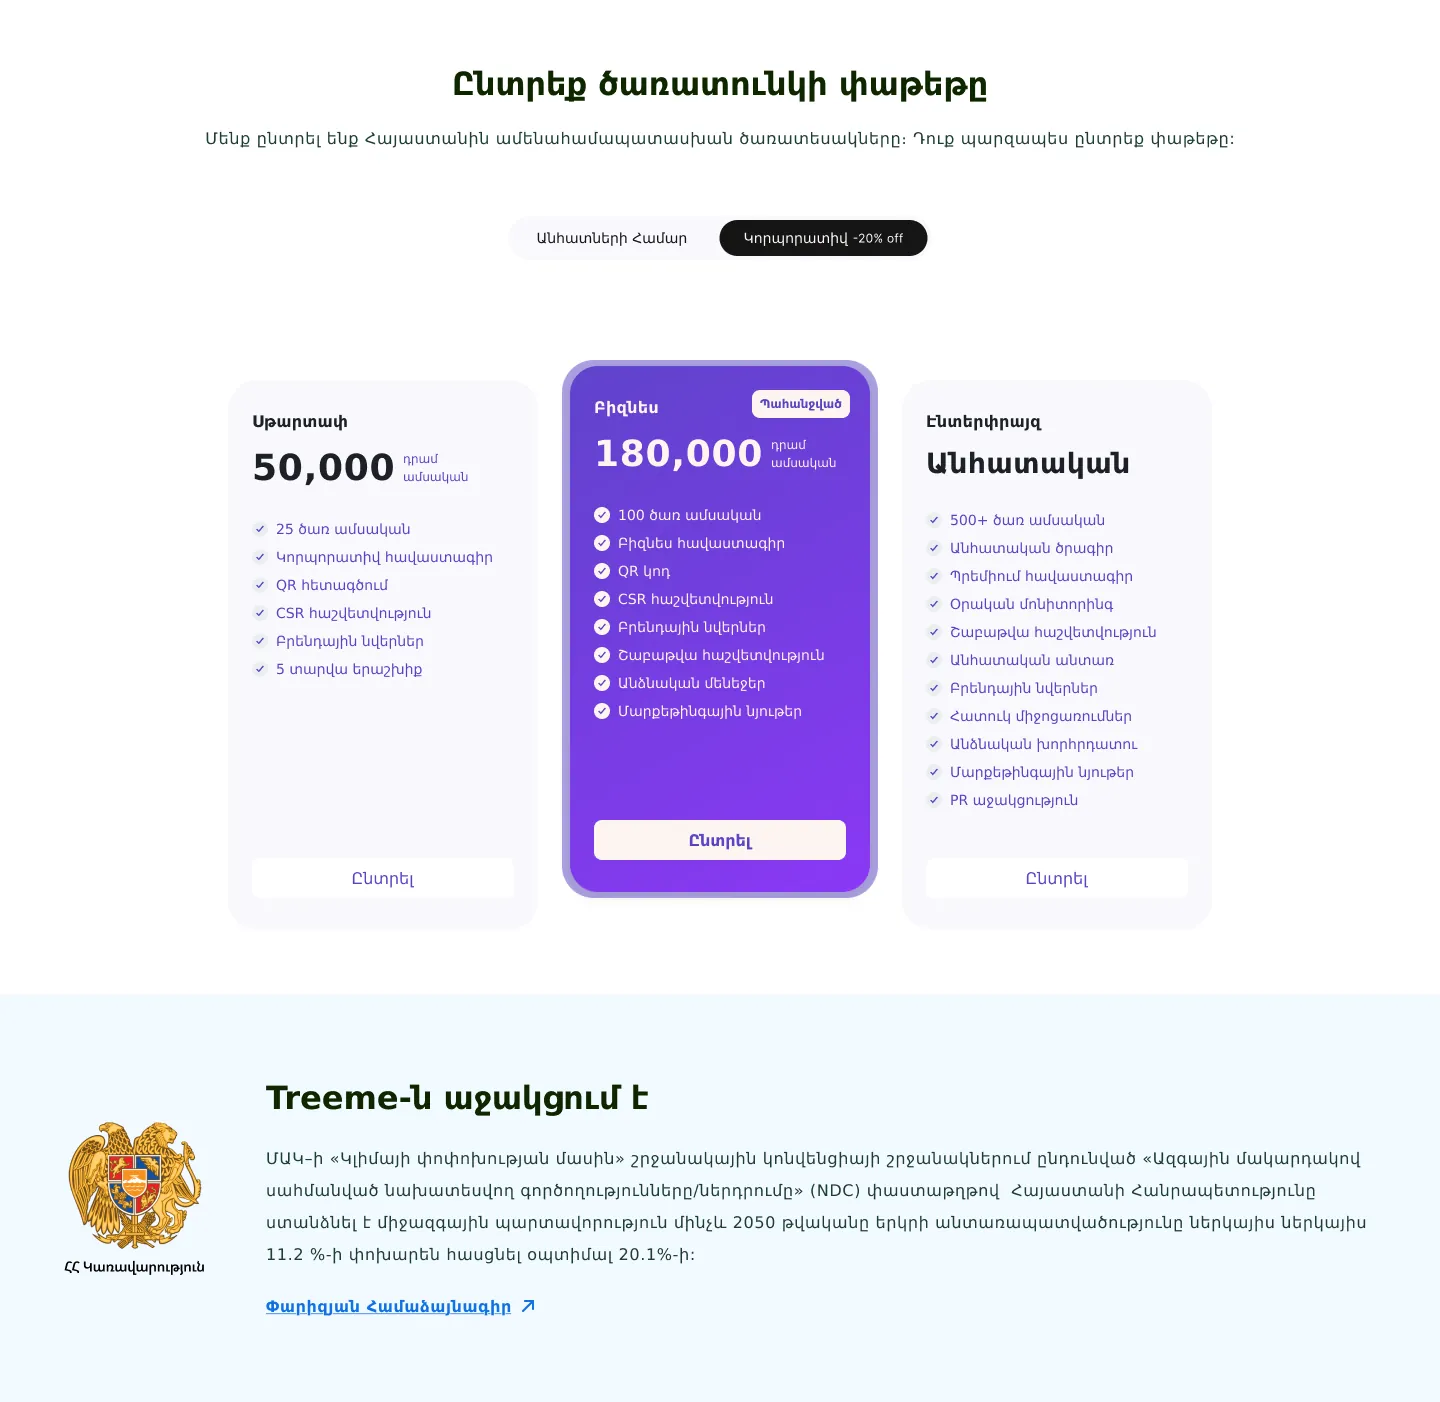 Ընտրեք ծառատունկի փաթեթը
Մենք ընտրել ենք Հայաստանին ամենահամապատասխան ծառատեսակները։ Դուք պարզապես ընտրեք փաթեթը:
Անհատների Համար
Կորպորատիվ -20% off
Սթարտափ
50,000 դրամ
ամսական
25 ծառ ամսական
Կորպորատիվ հավաստագիր
QR հետագծում
CSR հաշվետվություն
Բրենդային նվերներ
5 տարվա երաշխիք
Ընտրել
Բիզնես
Պահանջված
180,000 դրամ
ամսական
100 ծառ ամսական
Բիզնես հավաստագիր
QR կոդ
CSR հաշվետվություն
Բրենդային նվերներ
Շաբաթվա հաշվետվություն
Անձնական մենեջեր
Մարքեթինգային նյութեր
Ընտրել
Էնտերփրայզ
Անհատական
500+ ծառ ամսական
Անհատական ծրագիր
Պրեմիում հավաստագիր
Օրական մոնիտորինգ
Շաբաթվա հաշվետվություն
Անհատական անտառ
Բրենդային նվերներ
Հատուկ միջոցառումներ
Անձնական խորհրդատու
Մարքեթինգային նյութեր
PR աջակցություն
Ընտրել
Treeme-ն աջակցում է
ՄԱԿ–ի «Կլիմայի փոփոխության մասին» շրջանակային կոնվենցիայի շրջանակներում ընդունված «Ազգային մակարդակով
սահմանված նախատեսվող գործողությունները/ներդրումը» (NDC) փաստաթղթով  Հայաստանի Հանրապետությունը
ստանձնել է միջազգային պարտավորություն մինչև 2050 թվականը երկրի անտառապատվածությունը ներկայիս ներկայիս
11.2 %-ի փոխարեն հասցնել օպտիմալ 20.1%-ի:
ՀՀ Կառավարություն
Փարիզյան Համաձայնագիր